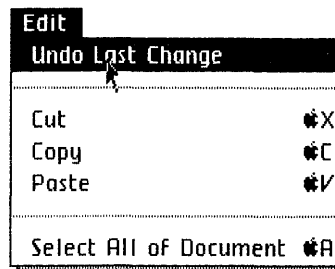 Edit
Undo Last Change
Cut X
Copy C
Paste V
Select All of Document A